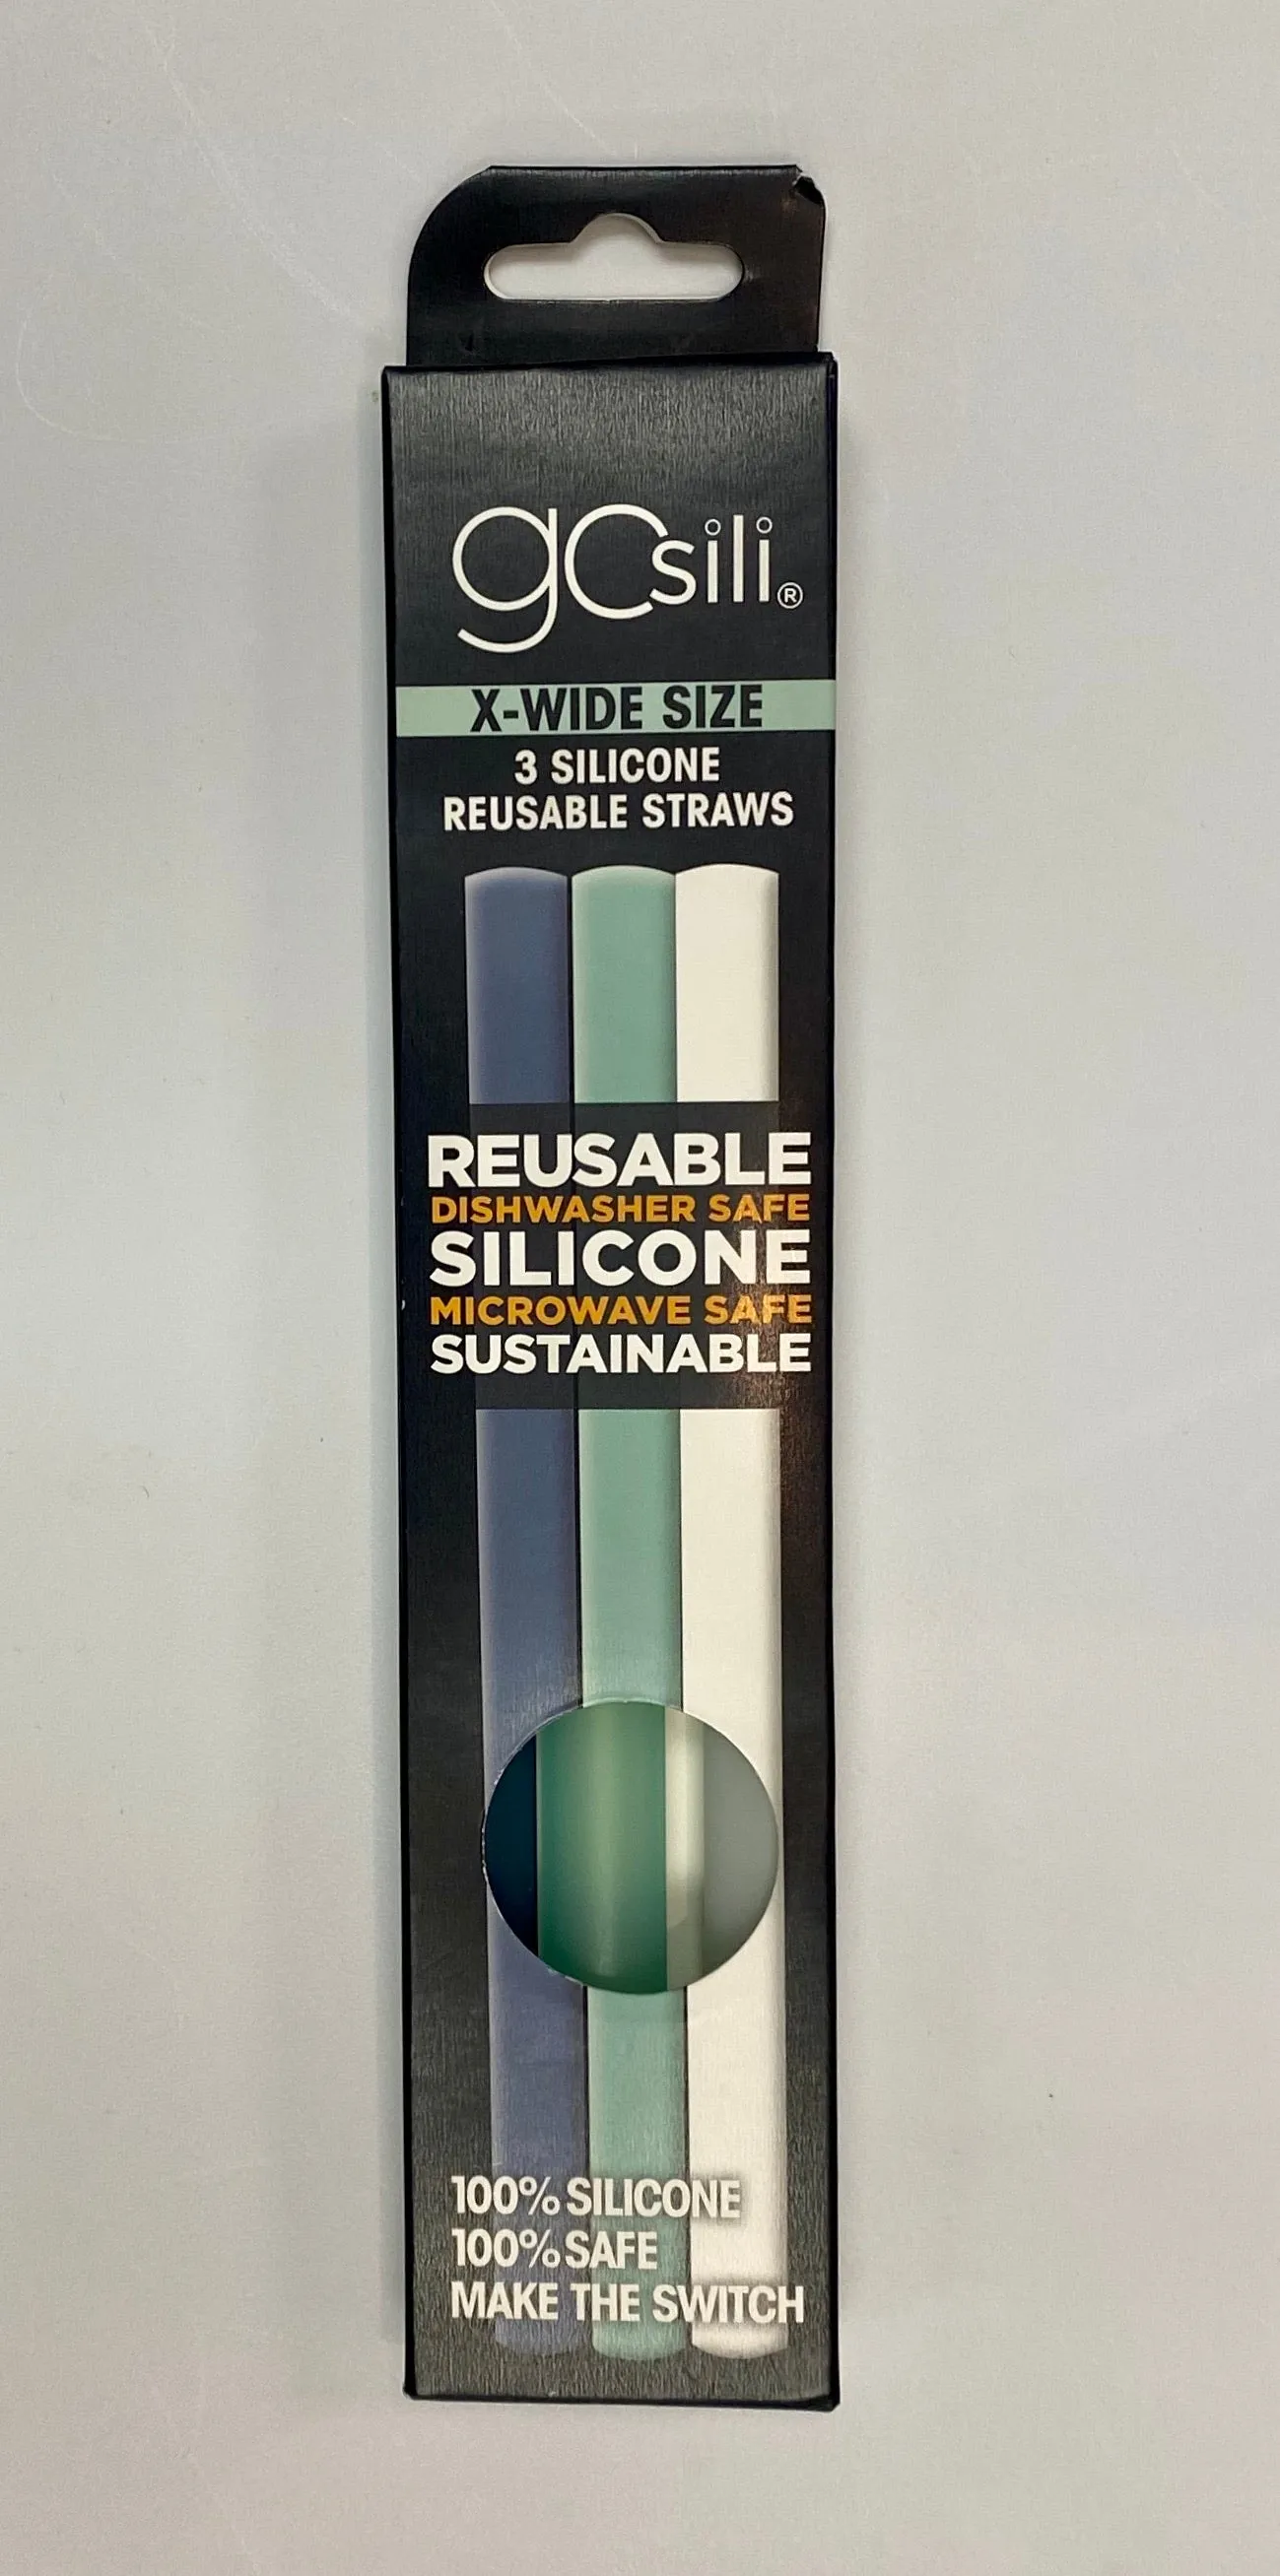 gosili®
X-WIDE SIZE
3 SILICONE
REUSABLE STRAWS
REUSABLE
DISHWASHER SAFE
SILICONE
MICROWAVE SAFE
SUSTAINABLE
100% SILICONE
100% SAFE
MAKE THE SWITCH